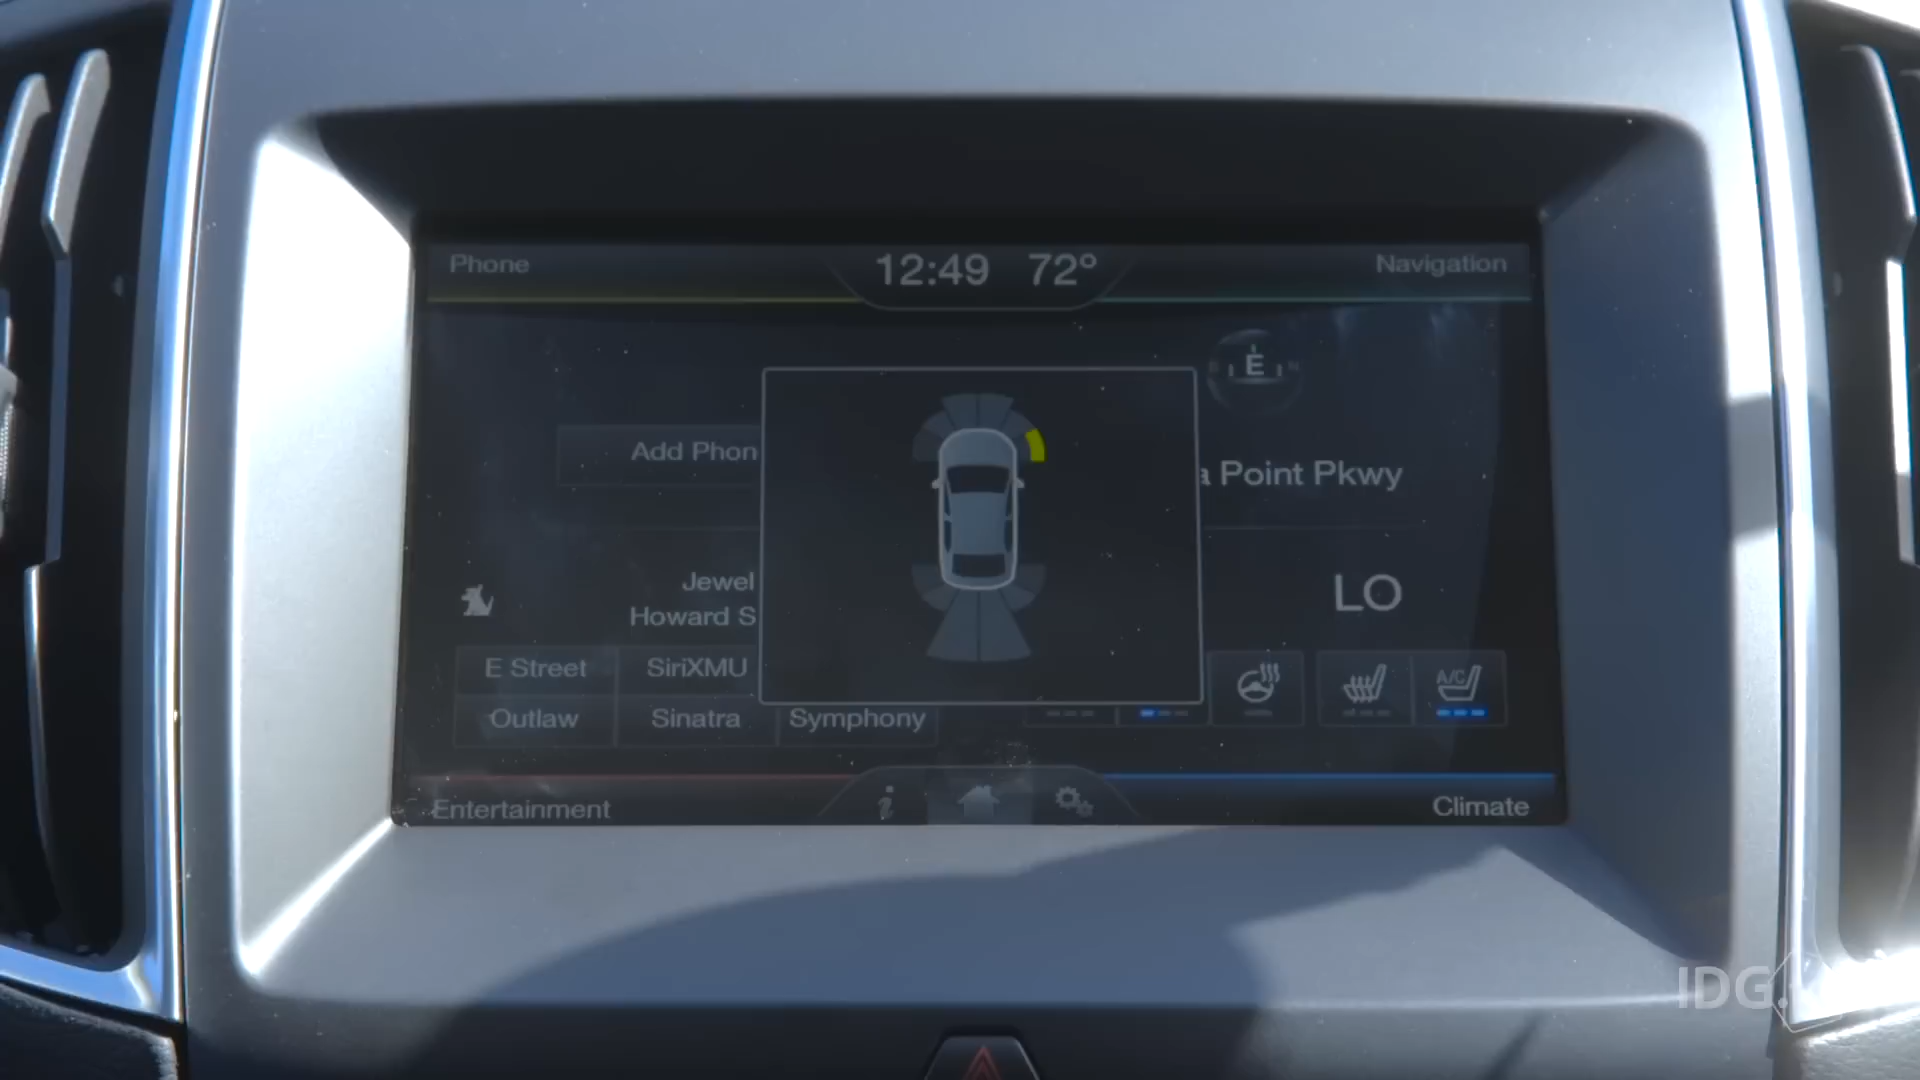 Phone
12:49 72°
Navigation
E
Add Phon
a Point Pkwy
Jewel
Howard S
LO
E Street
SiriXMU
Outlaw
Sinatra
Symphony
A/C
Entertainment
i
Climate
IDG.